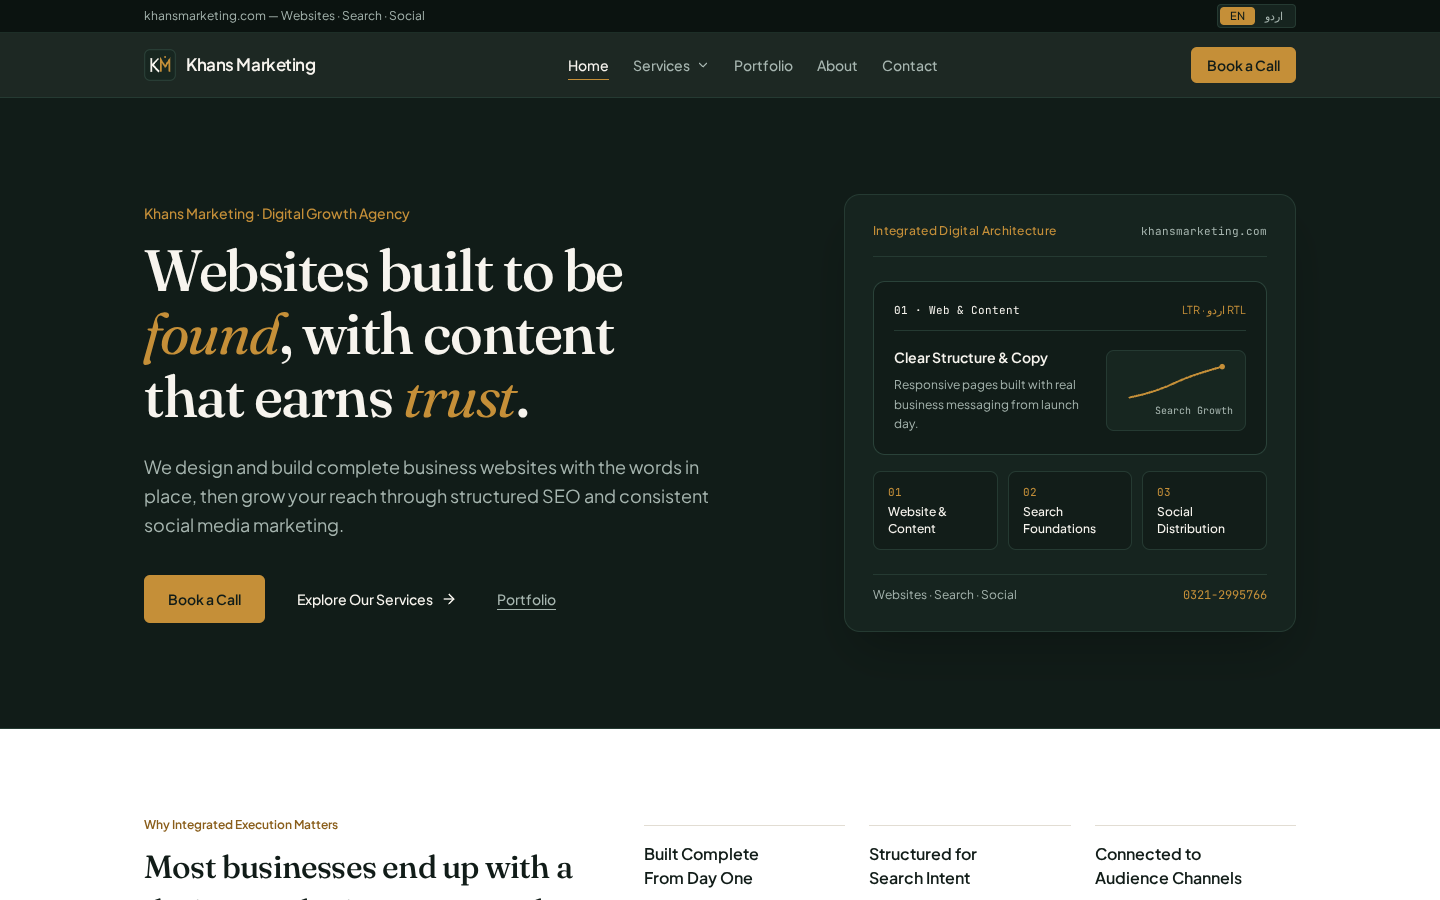 khansmarketing.com — Websites · Search · Social
EN اردو
KM Khans Marketing
Home Services Portfolio About Contact
Book a Call
Khans Marketing · Digital Growth Agency
Websites built to be
found, with content
that earns trust.
We design and build complete business websites with the words in
place, then grow your reach through structured SEO and consistent
social media marketing.
Book a Call Explore Our Services → Portfolio
Integrated Digital Architecture khansmarketing.com
01 · Web & Content LTR · اردو RTL
Clear Structure & Copy
Responsive pages built with real
business messaging from launch
day.
Search Growth
01
Website &
Content
02
Search
Foundations
03
Social
Distribution
Websites · Search · Social 0321-2995766
Why Integrated Execution Matters
Most businesses end up with a
Built Complete
From Day One
Structured for
Search Intent
Connected to
Audience Channels